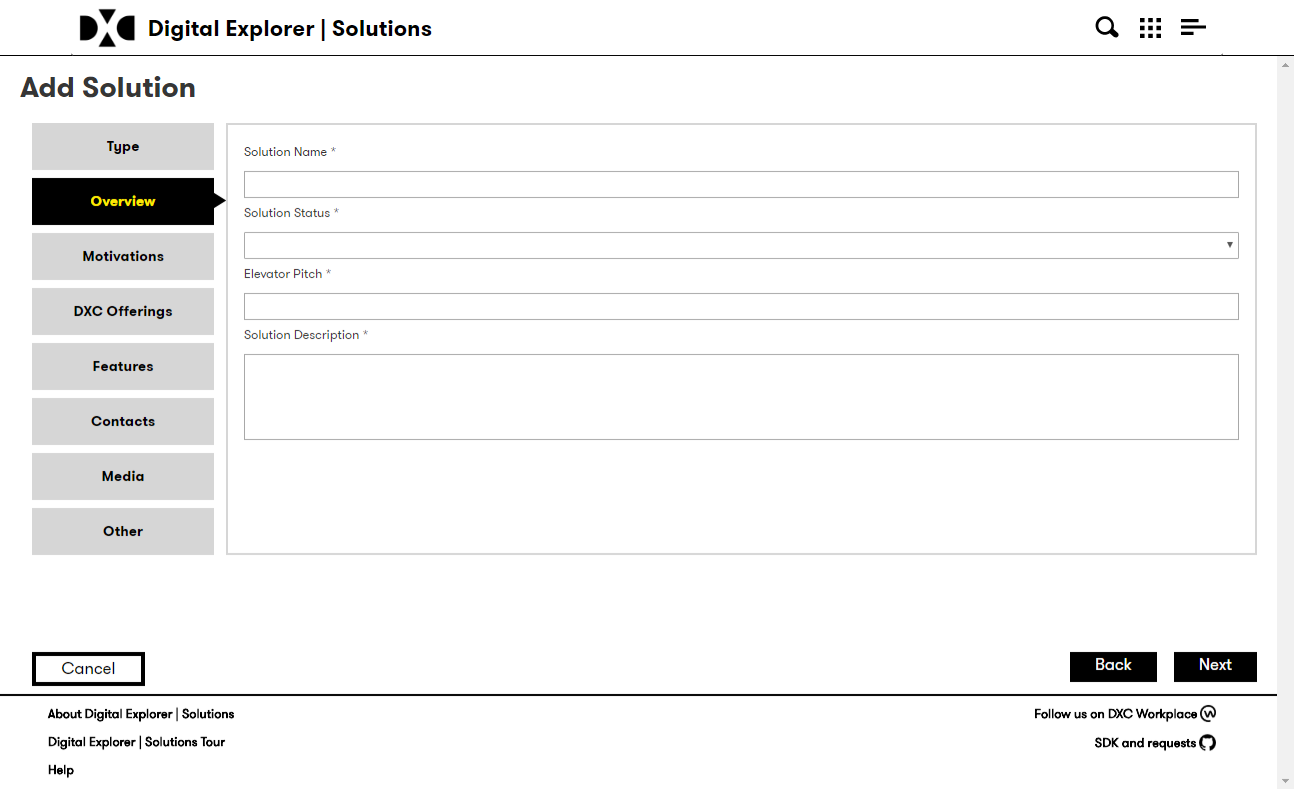 DXC Digital Explorer | Solutions
Add Solution
Type
Overview
Motivations
DXC Offerings
Features
Contacts
Media
Other
Solution Name *
Solution Status *
Elevator Pitch *
Solution Description *
Cancel
Back
Next
About Digital Explorer | Solutions
Digital Explorer | Solutions Tour
Help
Follow us on DXC Workplace
SDK and requests